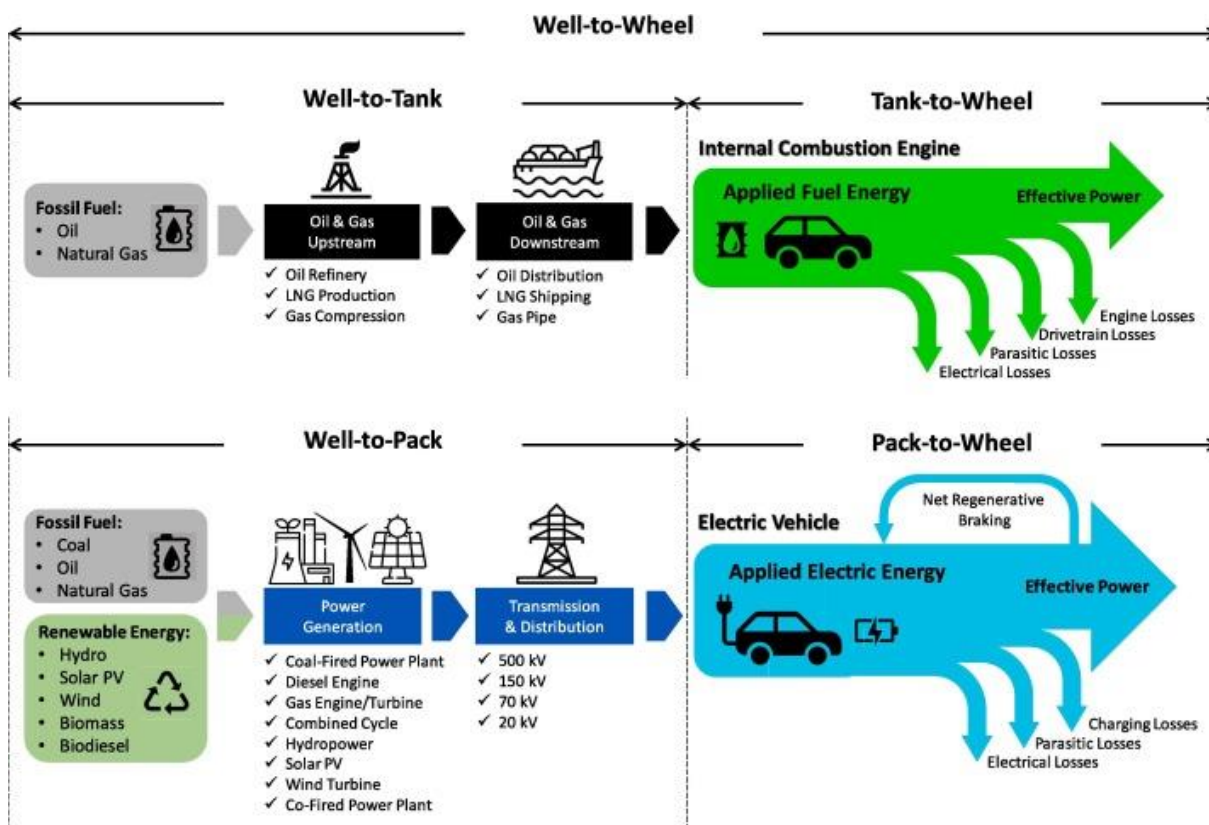 Well-to-Wheel
Well-to-Tank
Tank-to-Wheel
Internal Combustion Engine
Applied Fuel Energy
Effective Power
Fossil Fuel:
• Oil
• Natural Gas
Oil & Gas
Upstream
Oil & Gas
Downstream
✓ Oil Refinery
✓ LNG Production
✓ Gas Compression
✓ Oil Distribution
✓ LNG Shipping
✓ Gas Pipe
Engine Losses
Drivetrain Losses
Parasitic Losses
Electrical Losses
Well-to-Pack
Pack-to-Wheel
Net Regenerative
Braking
Electric Vehicle
Applied Electric Energy
Effective Power
Fossil Fuel:
• Coal
• Oil
• Natural Gas
Renewable Energy:
• Hydro
• Solar PV
• Wind
• Biomass
• Biodiesel
Power
Generation
Transmission
& Distribution
✓ Coal-Fired Power Plant
✓ Diesel Engine
✓ Gas Engine/Turbine
✓ Combined Cycle
✓ Hydropower
✓ Solar PV
✓ Wind Turbine
✓ Co-Fired Power Plant
✓ 500 kV
✓ 150 kV
✓ 70 kV
✓ 20 kV
Charging Losses
Parasitic Losses
Electrical Losses